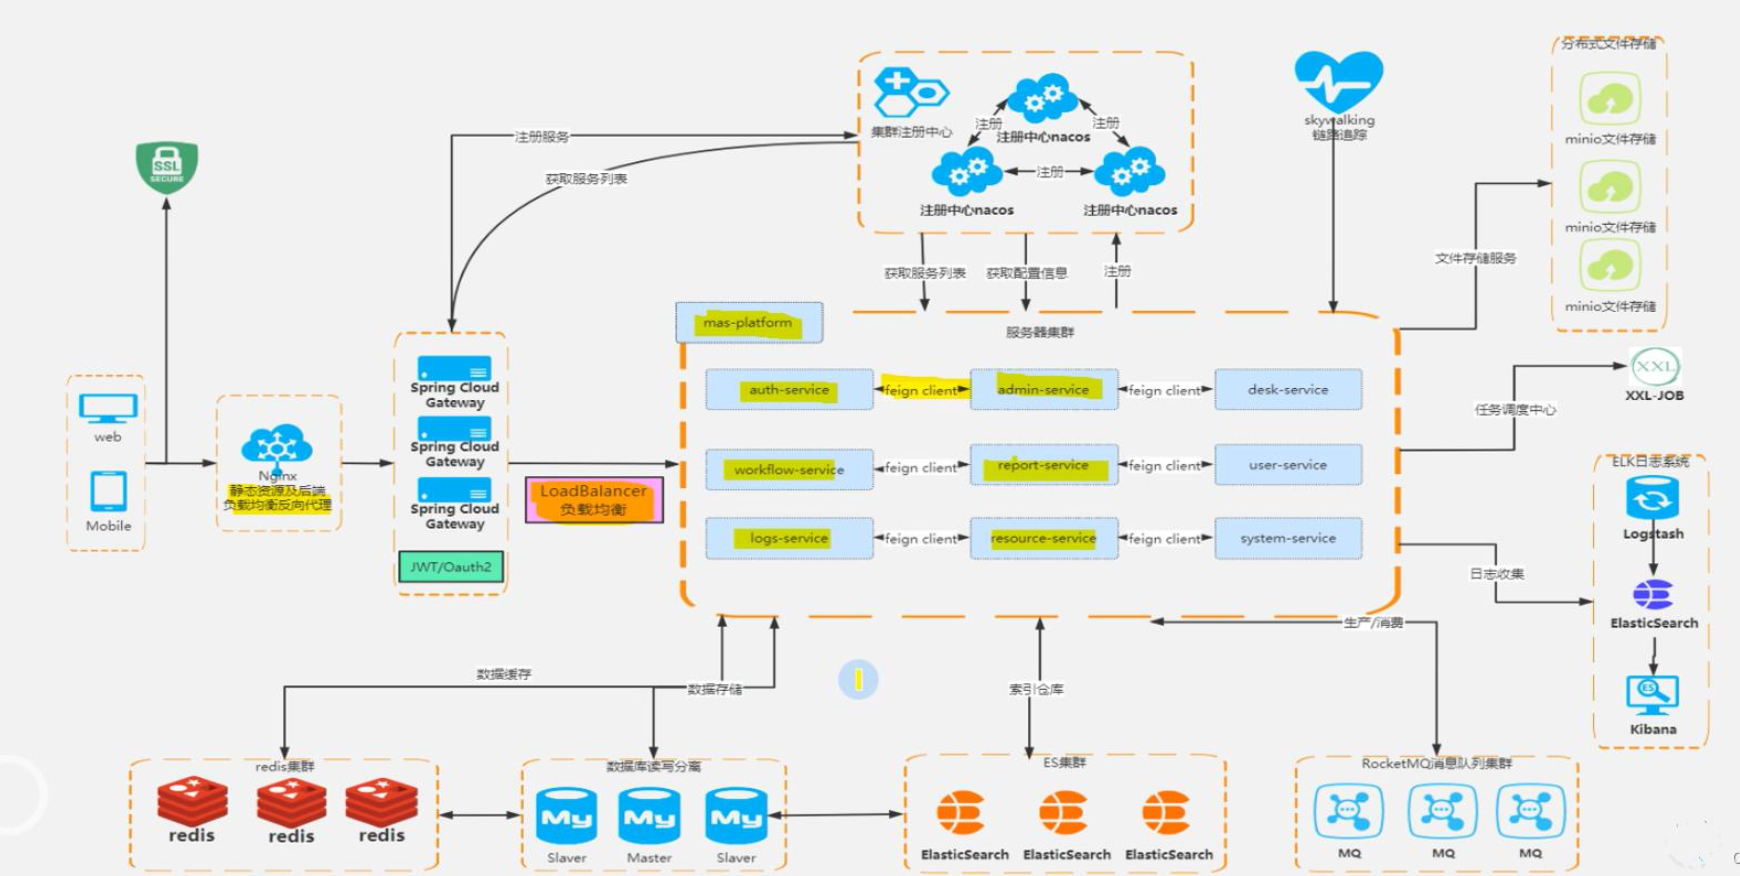 分布式文件存储
minio文件存储
minio文件存储
minio文件存储
skywalking
链路追踪
集群注册中心
注册
注册中心nacos
注册
注册
注册中心nacos
注册中心nacos
注册服务
获取服务列表
SSL
SECURE
获取服务列表
获取配置信息
注册
文件存储服务
mas-platform
服务器集群
auth-service
feign client
admin-service
feign client
desk-service
workflow-service
feign client
report-service
feign client
user-service
logs-service
feign client
resource-service
feign client
system-service
web
Mobile
Nginx
静态资源及后端
负载均衡反向代理
Spring Cloud
Gateway
Spring Cloud
Gateway
Spring Cloud
Gateway
JWT/Oauth2
LoadBalancer
负载均衡
任务调度中心
XXL
XXL-JOB
ELK日志系统
Logstash
日志收集
ElasticSearch
ES
Kibana
生产/消费
数据缓存
数据存储
索引仓库
redis集群
redis
redis
redis
数据库读写分离
My
My
My
Slaver
Master
Slaver
ES集群
ElasticSearch
ElasticSearch
ElasticSearch
RocketMQ消息队列集群
MQ
MQ
MQ